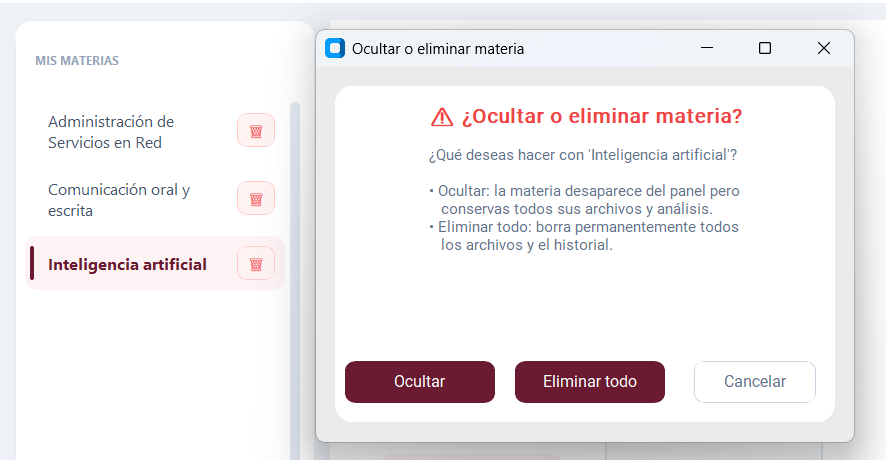 MIS MATERIAS
Administración de
Servicios en Red
Comunicación oral y
escrita
Inteligencia artificial
Ocultar o eliminar materia
¿Ocultar o eliminar materia?
¿Qué deseas hacer con 'Inteligencia artificial'?
• Ocultar: la materia desaparece del panel pero
conservas todos sus archivos y análisis.
• Eliminar todo: borra permanentemente todos
los archivos y el historial.
Ocultar
Eliminar todo
Cancelar